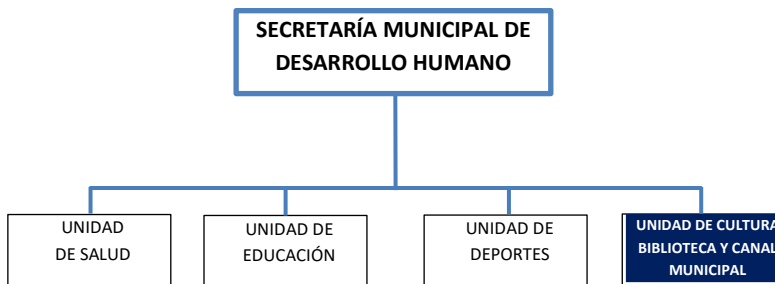 SECRETARÍA MUNICIPAL DE
DESARROLLO HUMANO
UNIDAD
DE SALUD
UNIDAD DE
EDUCACIÓN
UNIDAD DE
DEPORTES
UNIDAD DE CULTURA
BIBLIOTECA Y CANAL
MUNICIPAL